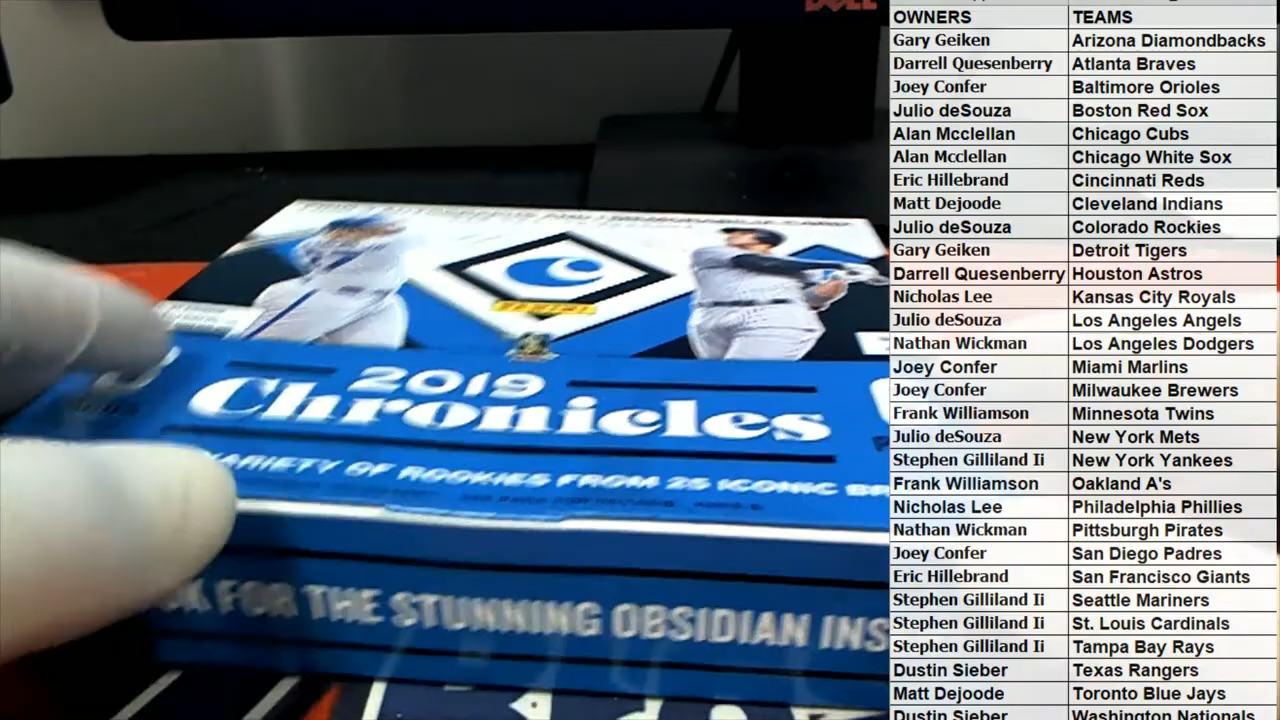 DELL
PANINI
2019
Chronicles
VARIETY OF ROOKIES FROM 25 ICONIC
FOR THE STUNNING OBSIDIAN INS
OWNERS TEAMS
Gary Geiken Arizona Diamondbacks
Darrell Quesenberry Atlanta Braves
Joey Confer Baltimore Orioles
Julio deSouza Boston Red Sox
Alan Mcclellan Chicago Cubs
Alan Mcclellan Chicago White Sox
Eric Hillebrand Cincinnati Reds
Matt Dejoode Cleveland Indians
Julio deSouza Colorado Rockies
Gary Geiken Detroit Tigers
Darrell Quesenberry Houston Astros
Nicholas Lee Kansas City Royals
Julio deSouza Los Angeles Angels
Nathan Wickman Los Angeles Dodgers
Joey Confer Miami Marlins
Joey Confer Milwaukee Brewers
Frank Williamson Minnesota Twins
Julio deSouza New York Mets
Stephen Gilliland Ii New York Yankees
Frank Williamson Oakland A's
Nicholas Lee Philadelphia Phillies
Nathan Wickman Pittsburgh Pirates
Joey Confer San Diego Padres
Eric Hillebrand San Francisco Giants
Stephen Gilliland Ii Seattle Mariners
Stephen Gilliland Ii St. Louis Cardinals
Stephen Gilliland Ii Tampa Bay Rays
Dustin Sieber Texas Rangers
Matt Dejoode Toronto Blue Jays
Dustin Sieber Washington Nationals